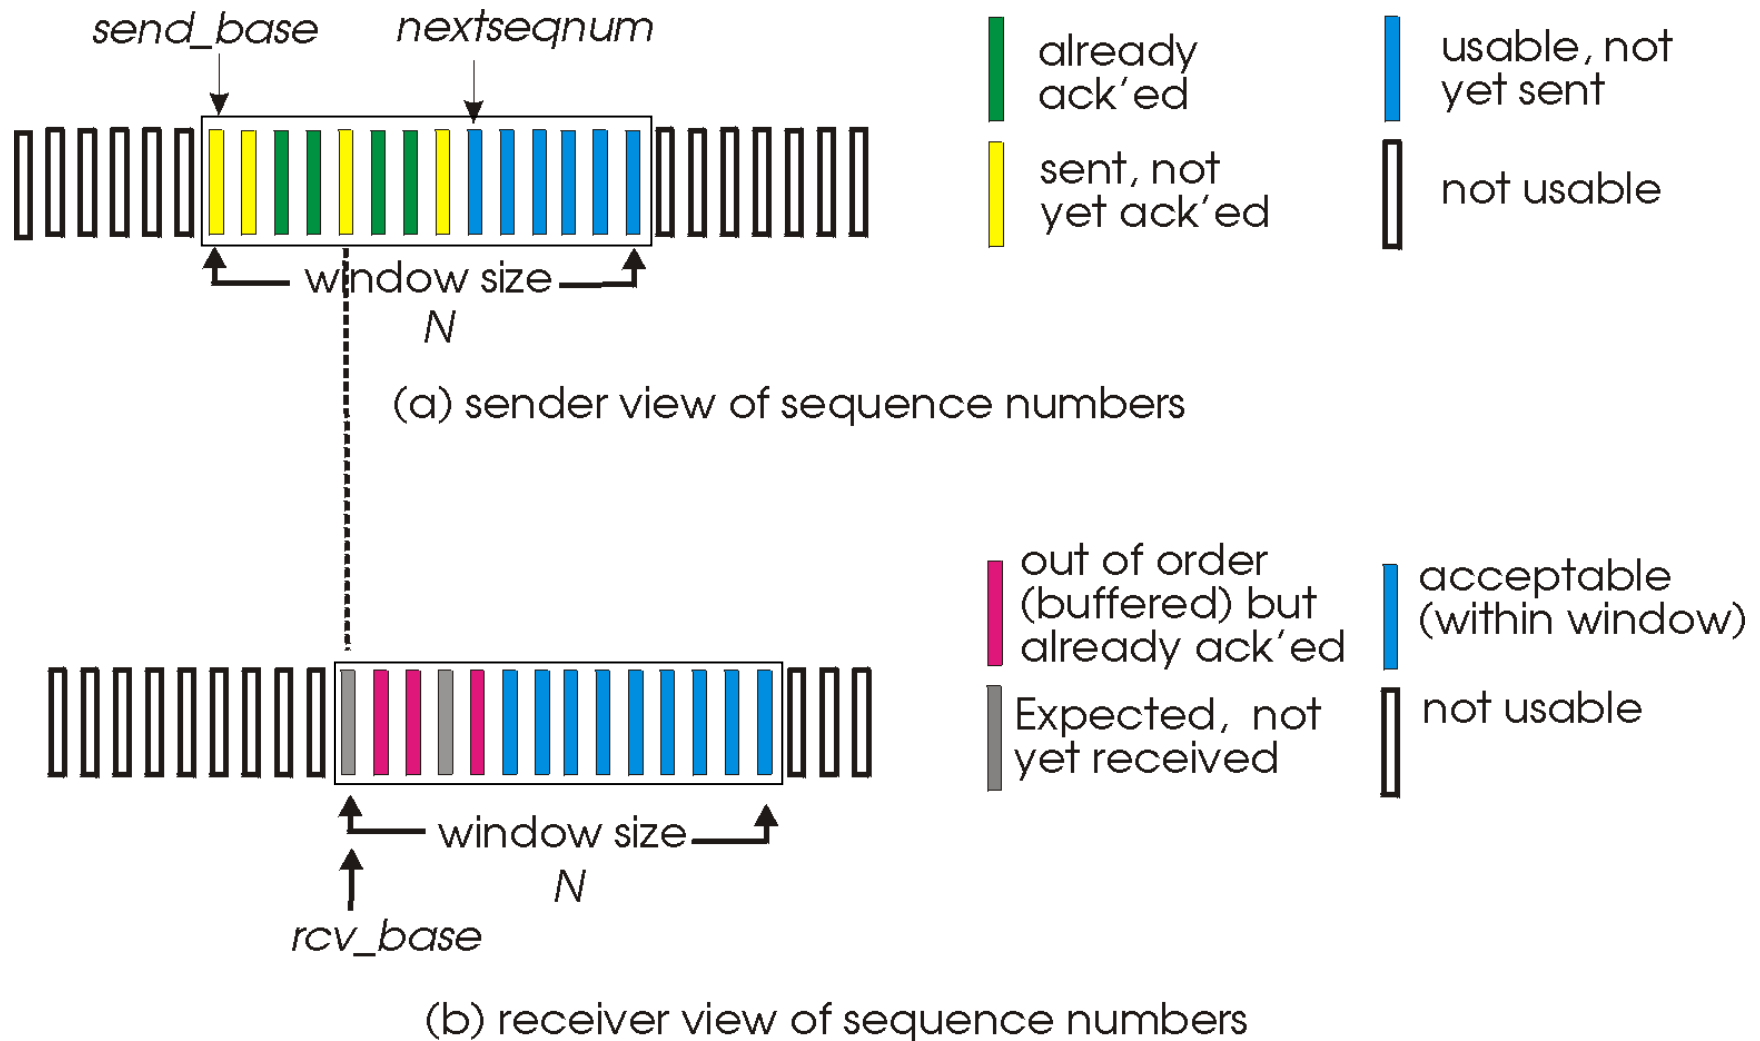 send_base
nextseqnum
already
ack'ed
usable, not
yet sent
sent, not
yet ack'ed
not usable
window size
N
(a) sender view of sequence numbers
out of order
(buffered) but
already ack'ed
acceptable
(within window)
Expected, not
yet received
not usable
window size
N
rcv_base
(b) receiver view of sequence numbers